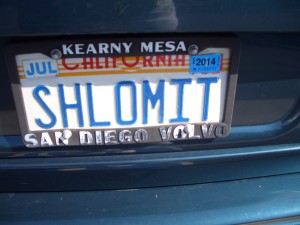 KEARNY MESA
JUL CALIFORNIA 2014
SHLOMIT
SAN DIEGO VOLVO